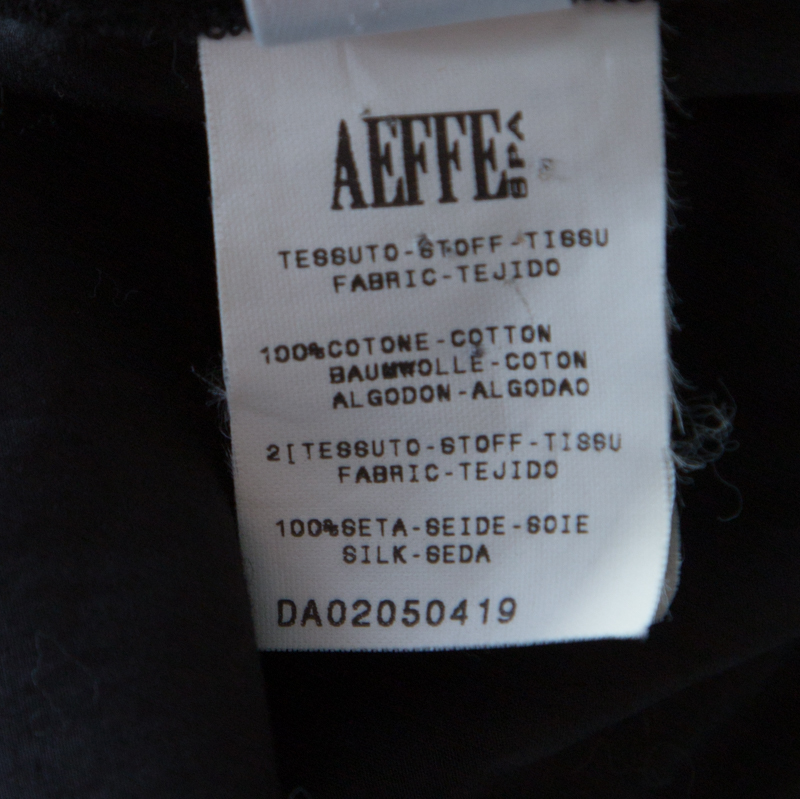 AEFFE SPA
TESSUTO-STOFF-TISSU
FABRIC-TEJIDO
100%COTONE-COTTON
BAUMWOLLE-COTON
ALGODON-ALGODAO
2[TESSUTO-STOFF-TISSU
FABRIC-TEJIDO
100%SETA-SEIDE-SOIE
SILK-SEDA
DA02050419